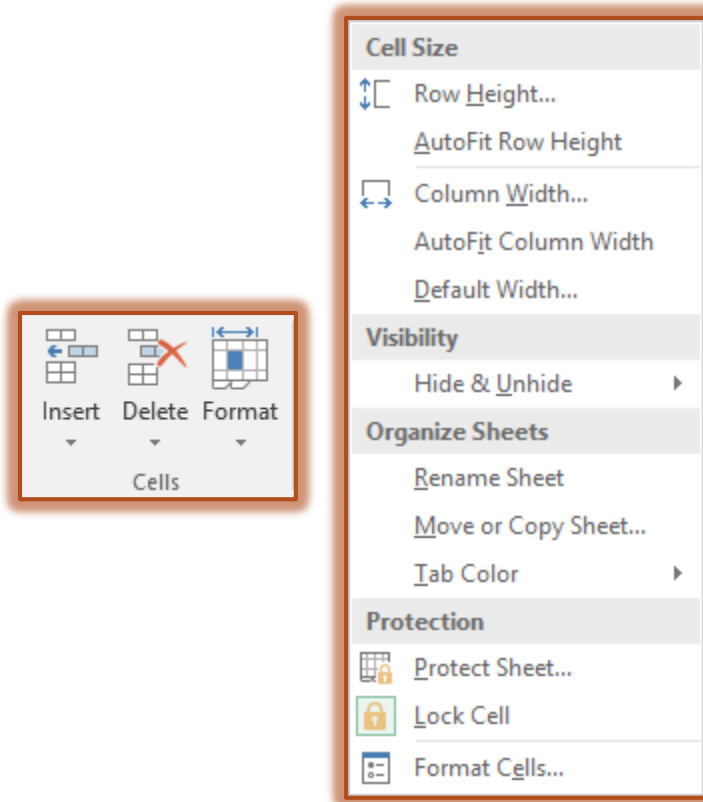 Insert Delete Format
Cells
Cell Size
Row Height...
AutoFit Row Height
Column Width...
AutoFit Column Width
Default Width...
Visibility
Hide & Unhide
Organize Sheets
Rename Sheet
Move or Copy Sheet...
Tab Color
Protection
Protect Sheet...
Lock Cell
Format Cells...